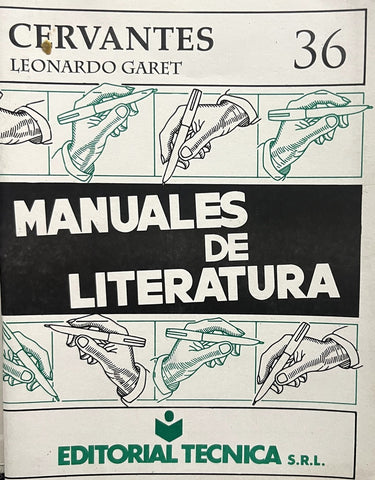 CERVANTES
LEONARDO GARET
36
MANUALES
DE
LITERATURA
EDITORIAL TECNICA S.R.L.